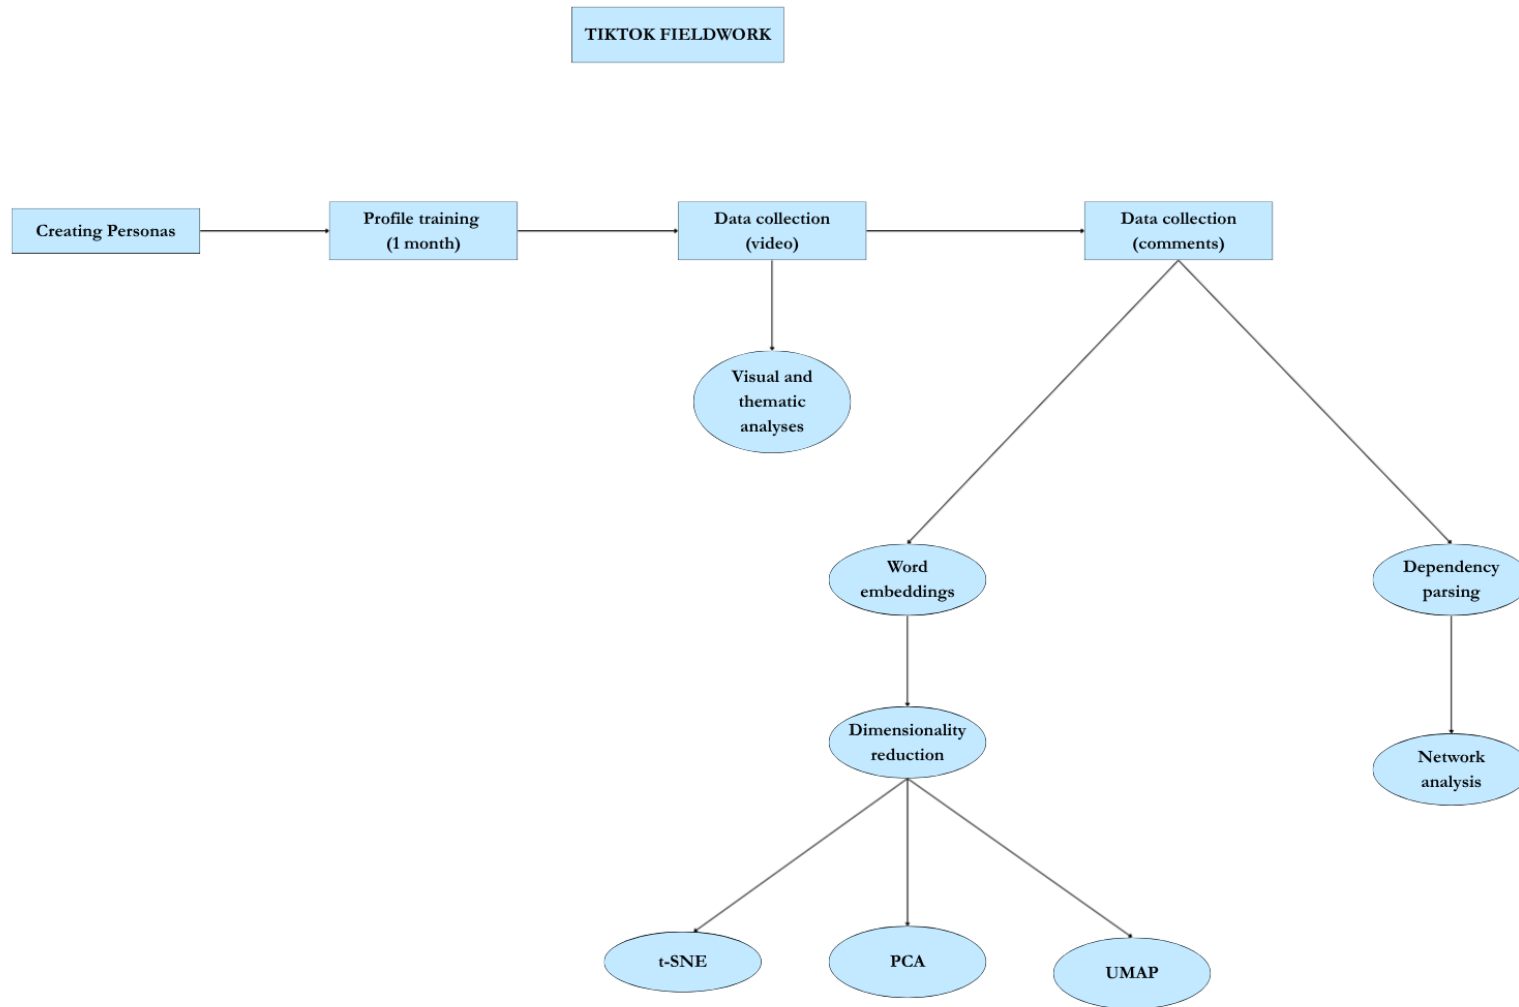 TIKTOK FIELDWORK
Creating Personas
Profile training
(1 month)
Data collection
(video)
Data collection
(comments)
Visual and
thematic
analyses
Word
embeddings
Dependency
parsing
Dimensionality
reduction
Network
analysis
t-SNE
PCA
UMAP